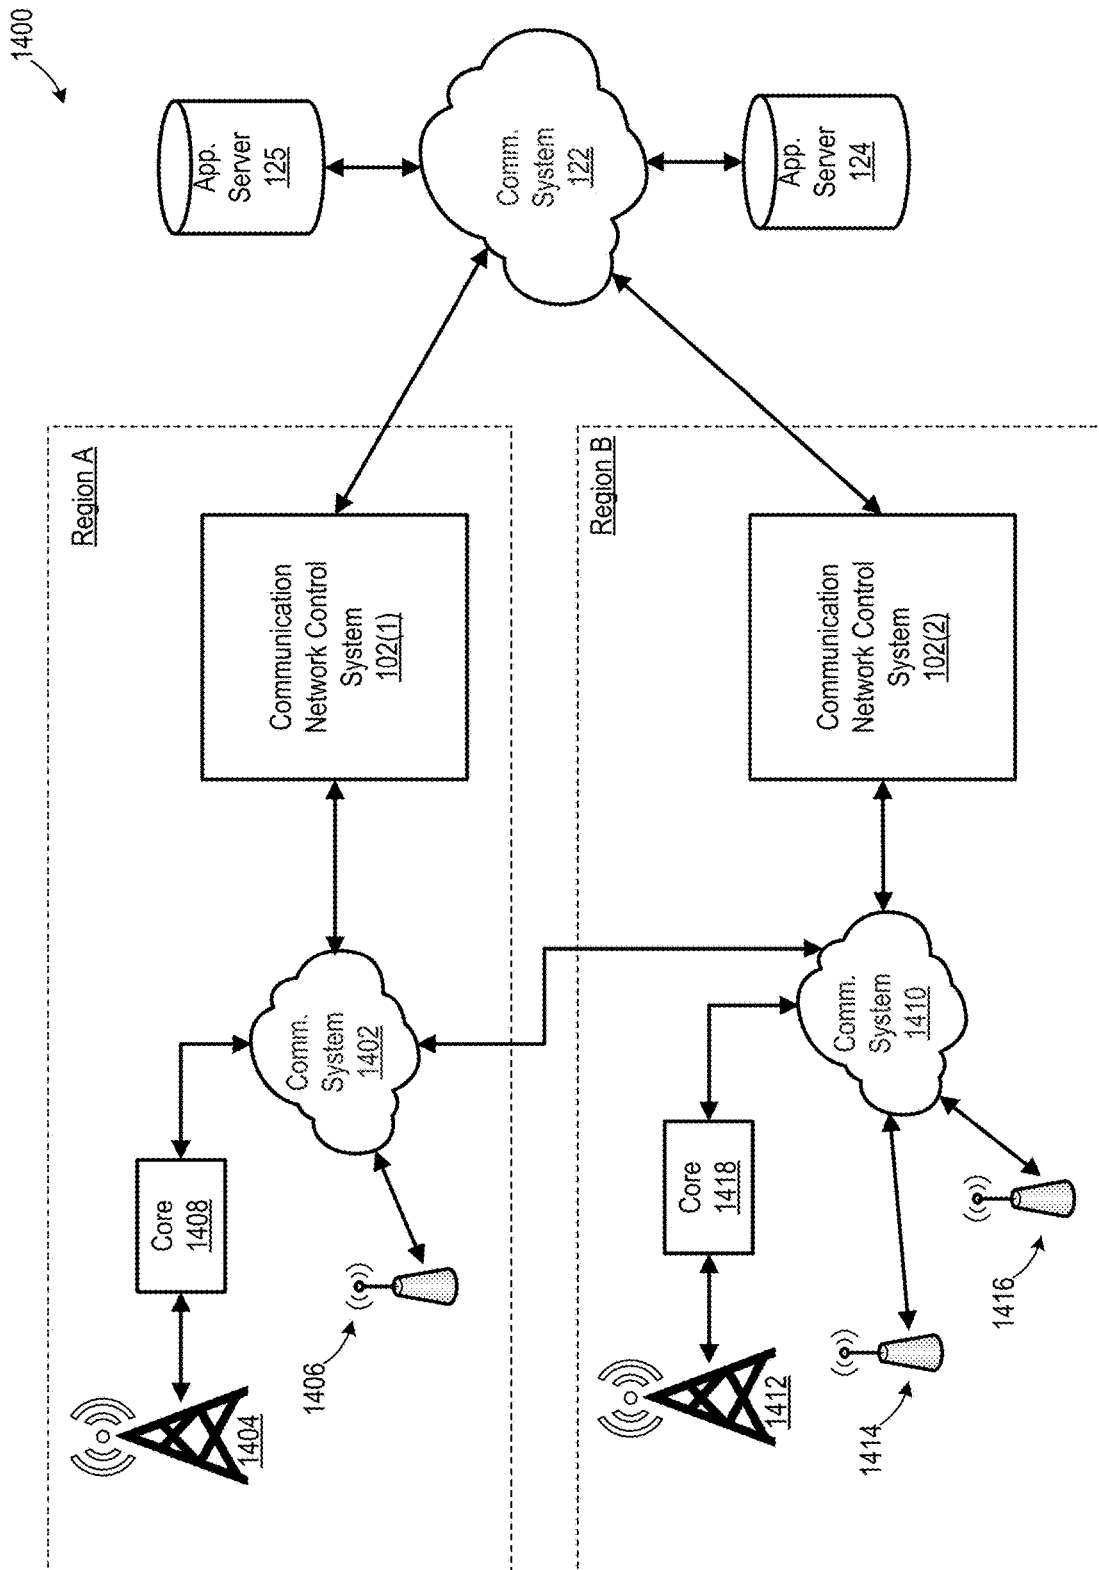 1400
App.
Server
125
Comm.
System
122
App.
Server
124
Region A
Communication
Network Control
System
102(1)
Comm.
System
1402
Core
1408
1404
1406
Region B
Communication
Network Control
System
102(2)
Comm.
System
1410
Core
1418
1412
1414
1416